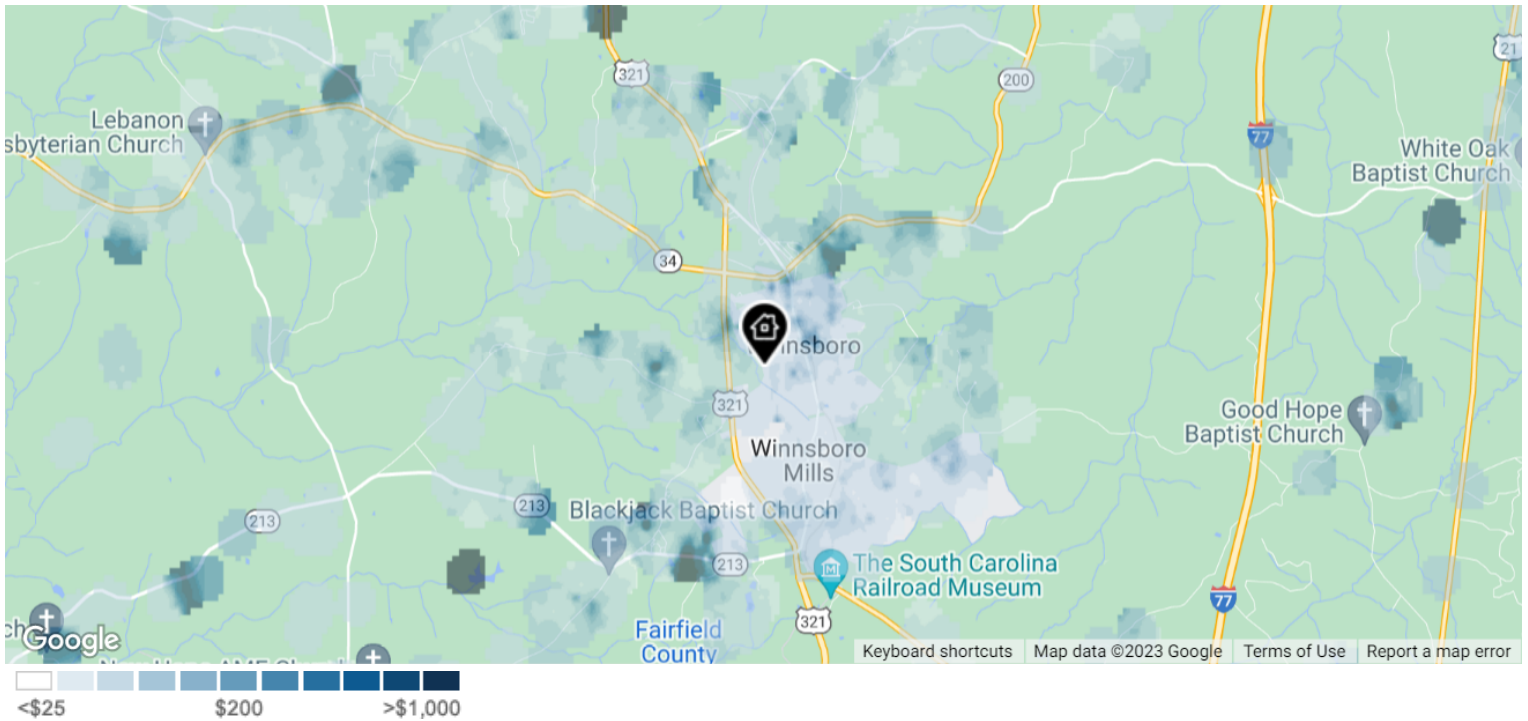 321
21
200
77
Lebanon
sbyterian Church
White Oak
Baptist Church
34
insboro
321
Good Hope
Baptist Church
Winnsboro
Mills
213
213
Blackjack Baptist Church
213
The South Carolina
Railroad Museum
77
321
Fairfield
County
ch
Google
Keyboard shortcuts
Map data ©2023 Google
Terms of Use
Report a map error
<$25
$200
>$1,000